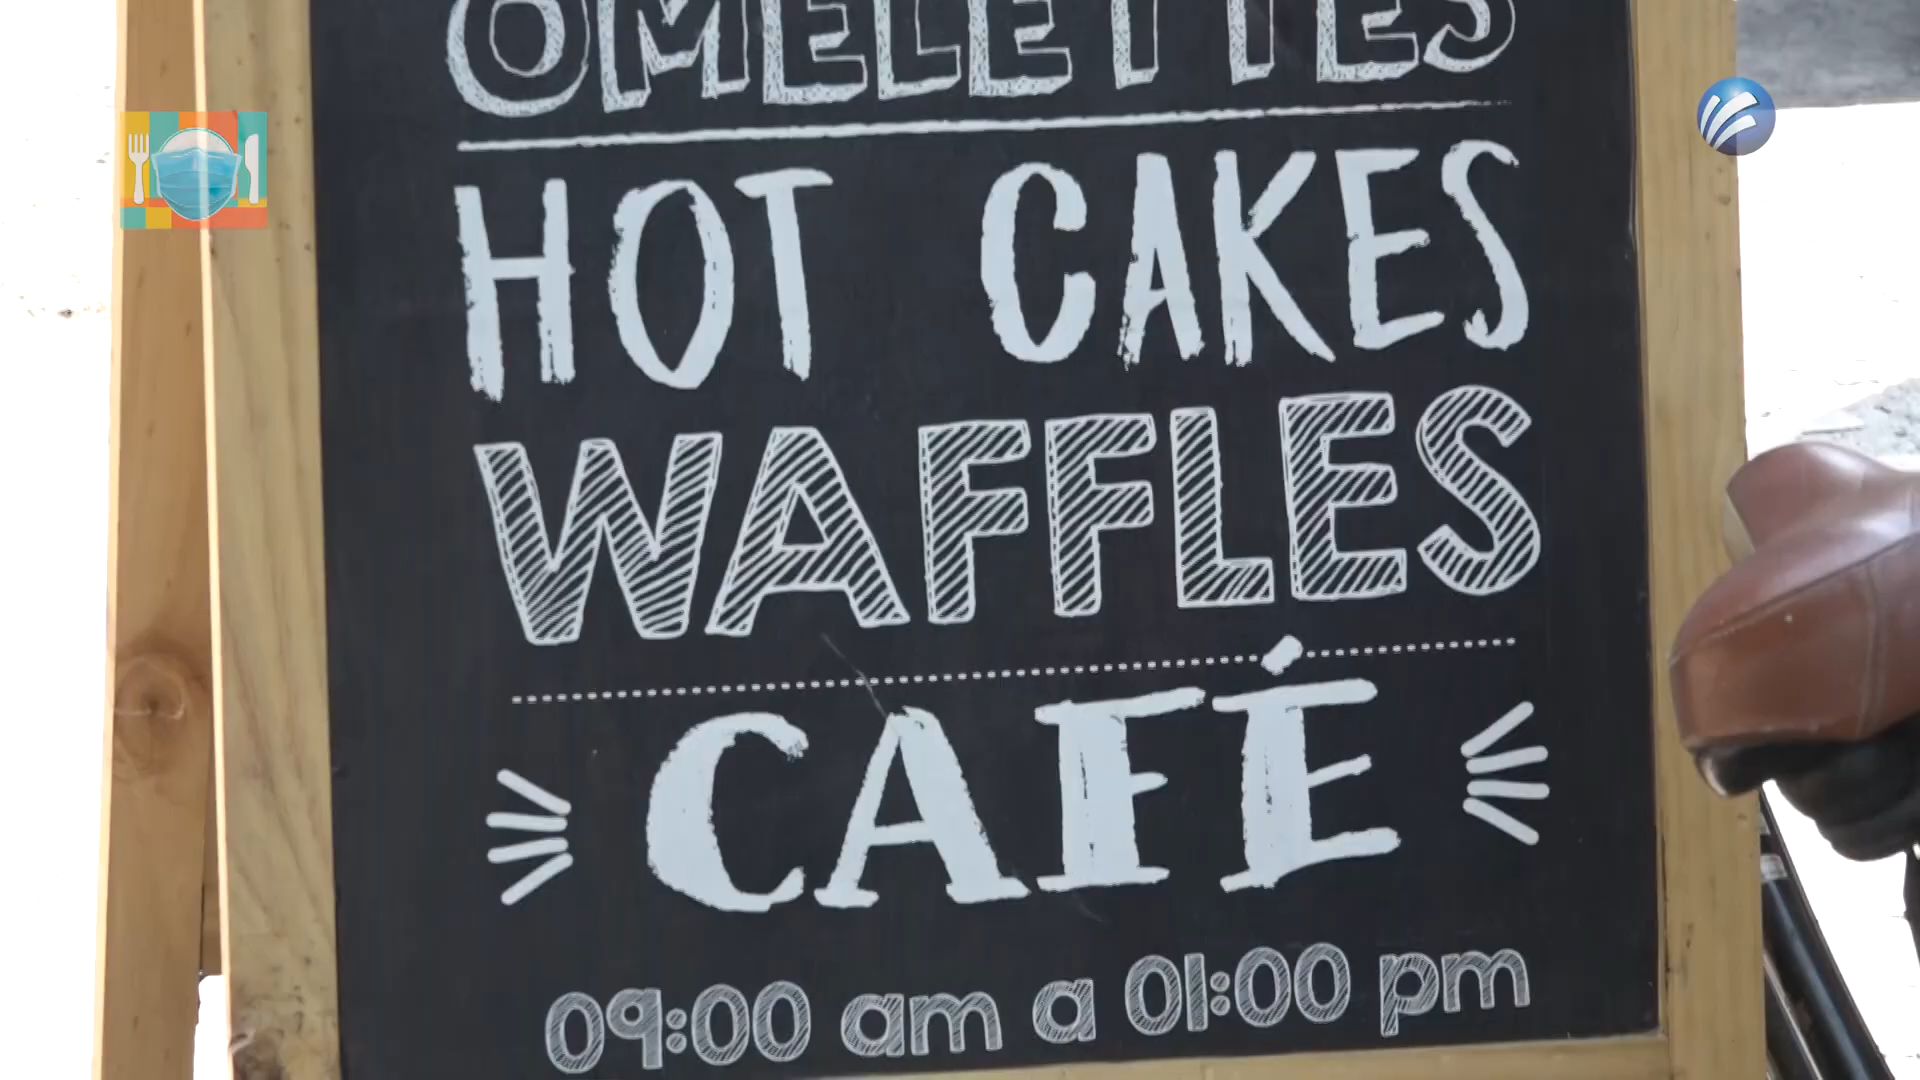 OMELETTES
HOT CAKES
WAFFLES
CAFÉ
09:00 am a 01:00 pm